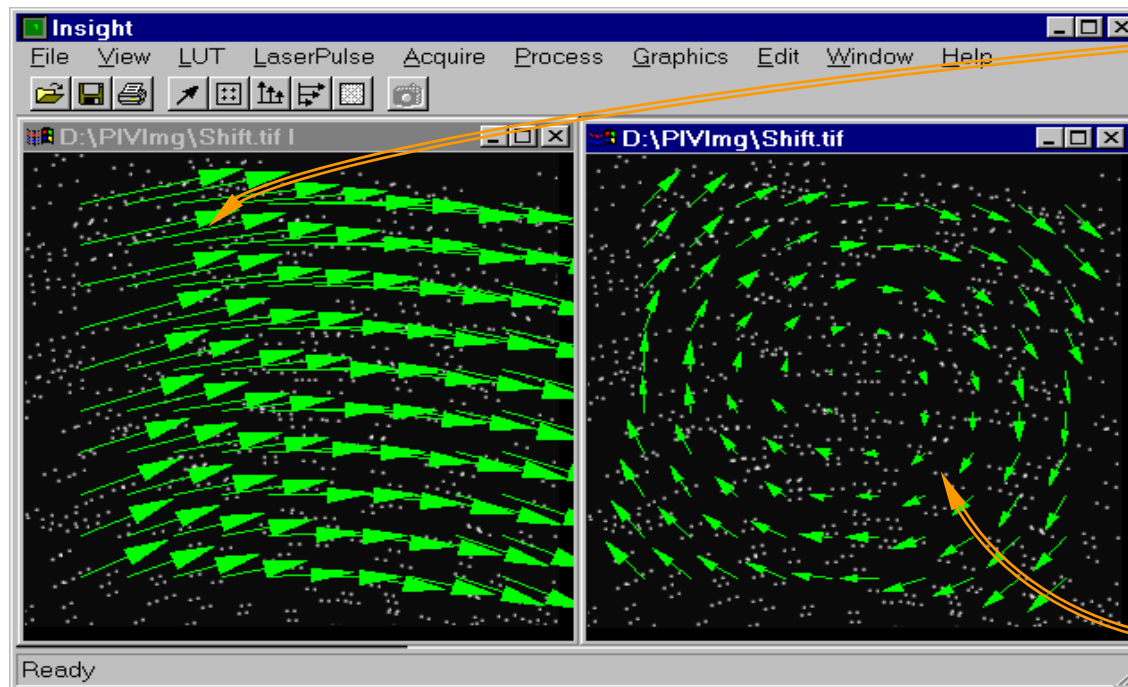 Insight
File View LUT LaserPulse Acquire Process Graphics Edit Window Help
D:\PIVImg\Shift.tif I
D:\PIVImg\Shift.tif
Ready